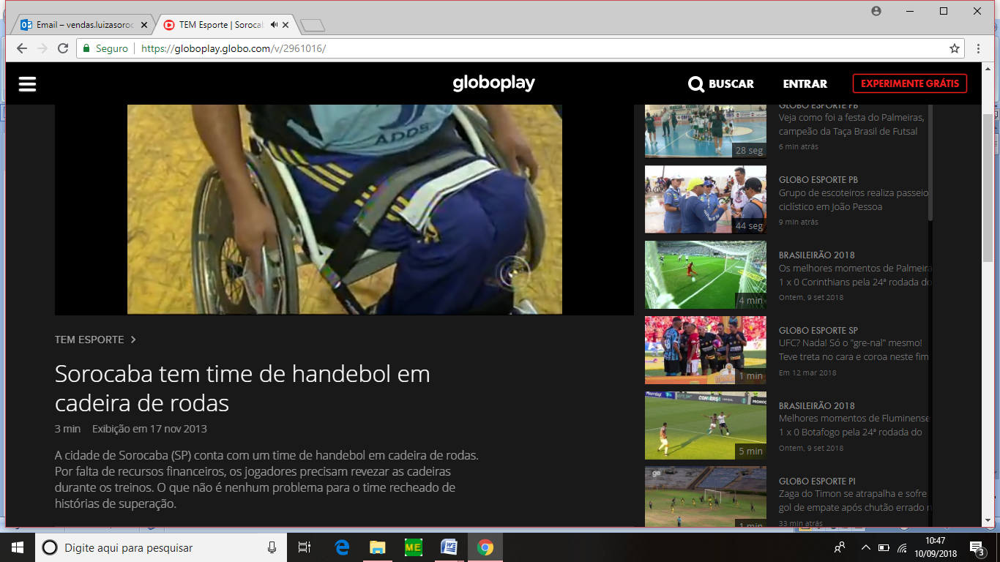 Email – vendas.luizasoroc
TEM Esporte | Soroca
Seguro
https://globoplay.globo.com/v/2961016/
globoplay
BUSCAR
ENTRAR
EXPERIMENTE GRÁTIS
ADDS
TEM ESPORTE >
Sorocaba tem time de handebol em
cadeira de rodas
3 min Exibição em 17 nov 2013
A cidade de Sorocaba (SP) conta com um time de handebol em cadeira de rodas.
Por falta de recursos financeiros, os jogadores precisam revezar as cadeiras
durante os treinos. O que não é nenhum problema para o time recheado de
histórias de superação.
GLOBO ESPORTE PB
Veja como foi a festa do Palmeiras,
campeão da Taça Brasil de Futsal
6 min atrás
28 seg
GLOBO ESPORTE PB
Grupo de escoteiros realiza passeio
ciclístico em João Pessoa
9 min atrás
44 seg
BRASILEIRÃO 2018
Os melhores momentos de Palmeira
1 x 0 Corinthians pela 24ª rodada do
Ontem, 9 set 2018
4 min
GLOBO ESPORTE SP
UFC? Nada! Só o "gre-nal" mesmo!
Teve treta no cara e coroa neste fim
Em 12 mar 2018
1 min
BRASILEIRÃO 2018
Melhores momentos de Fluminense
1 x 0 Botafogo pela 24ª rodada do
Ontem, 9 set 2018
5 min
GLOBO ESPORTE PI
Zaga do Timon se atrapalha e sofre
gol de empate após chutão errado n
33 min atrás
1 min
Digite aqui para pesquisar
ME
10:47
10/09/2018
3